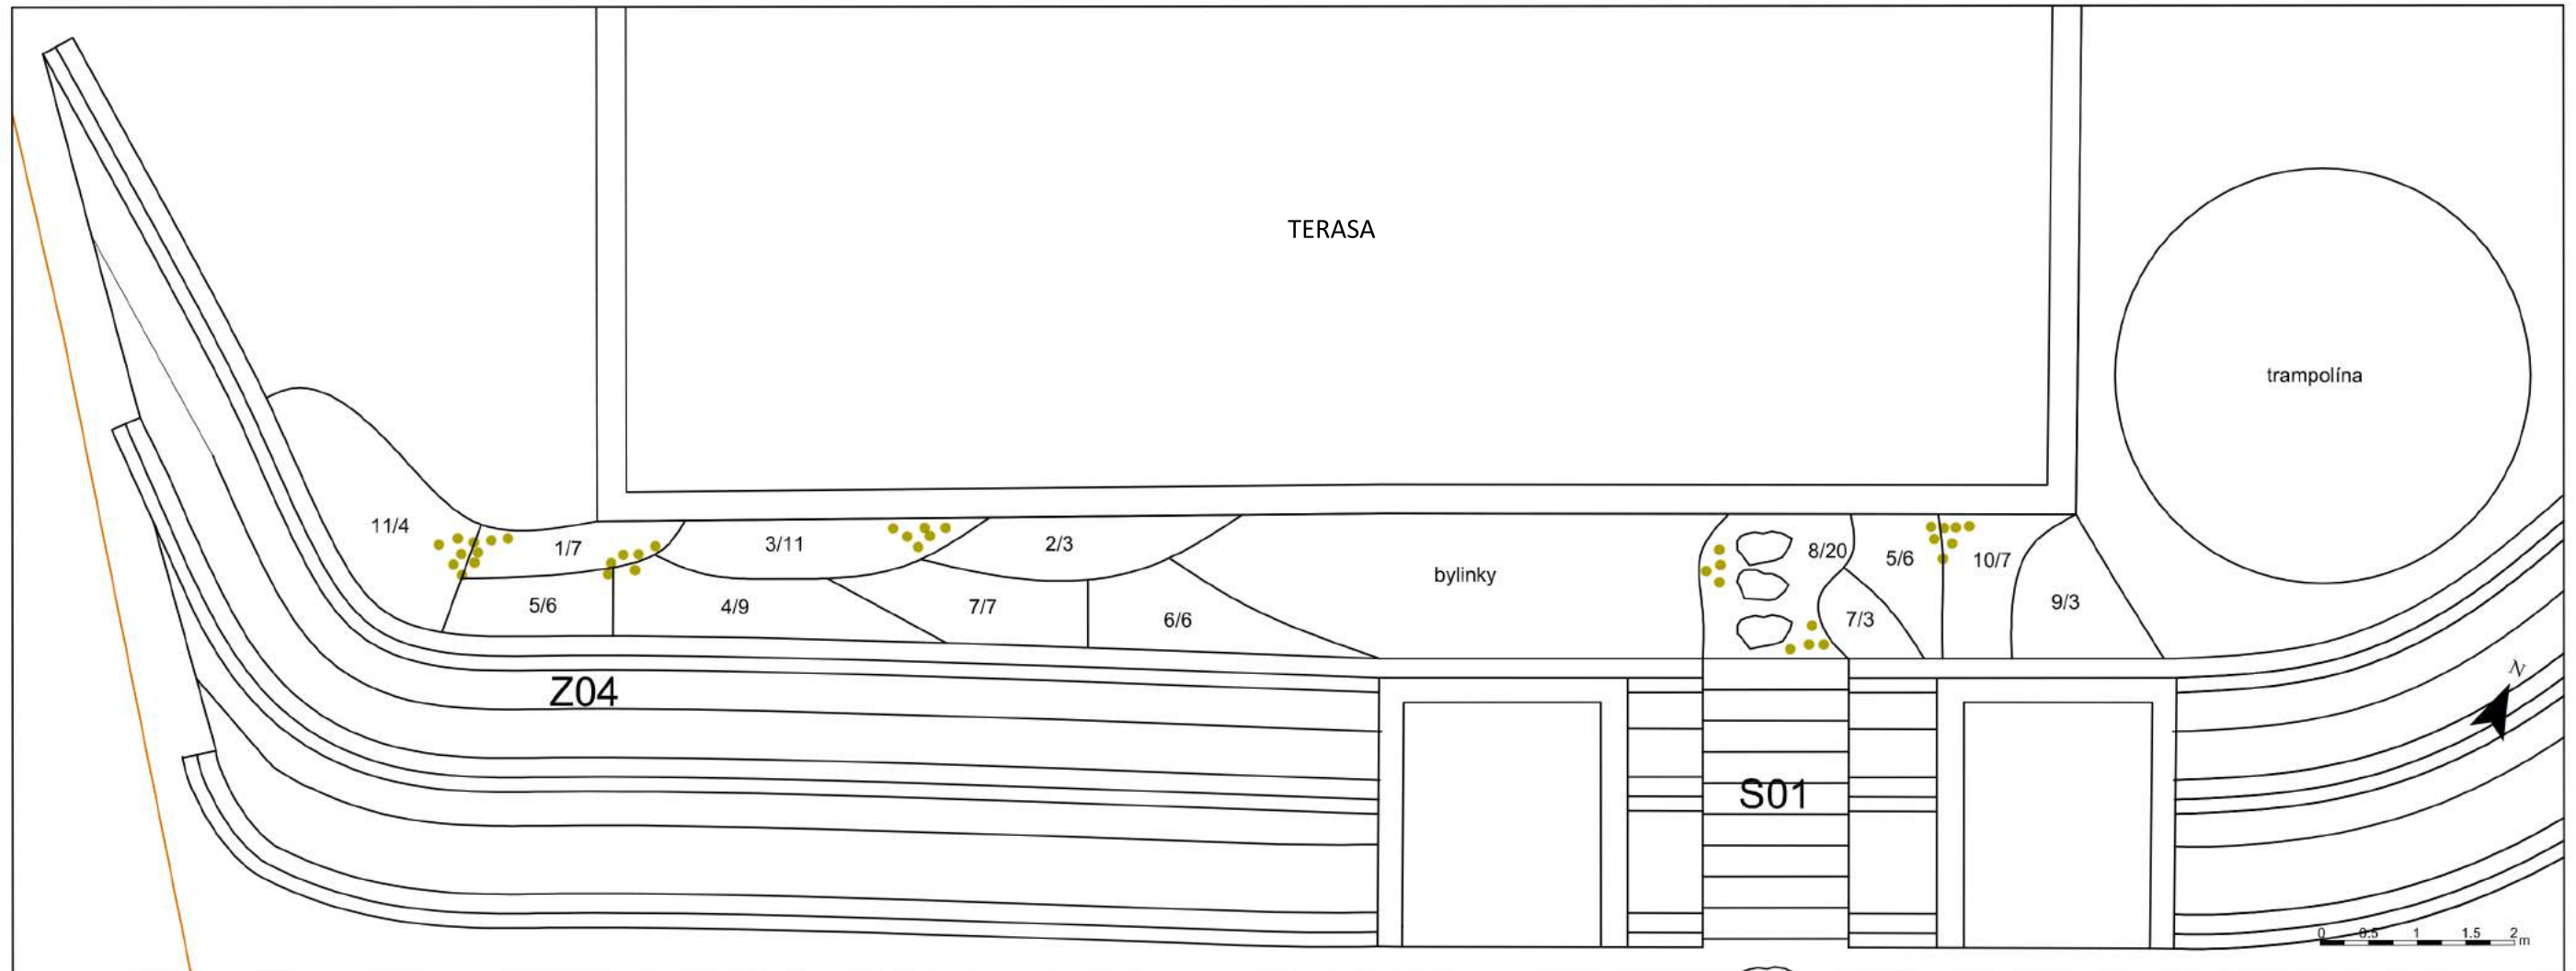 TERASA
trampolína
11/4
1/7
3/11
2/3
bylinky
8/20
5/6
10/7
9/3
5/6
4/9
7/7
6/6
7/3
Z04
S01
N
0 0.5 1 1.5 2 m